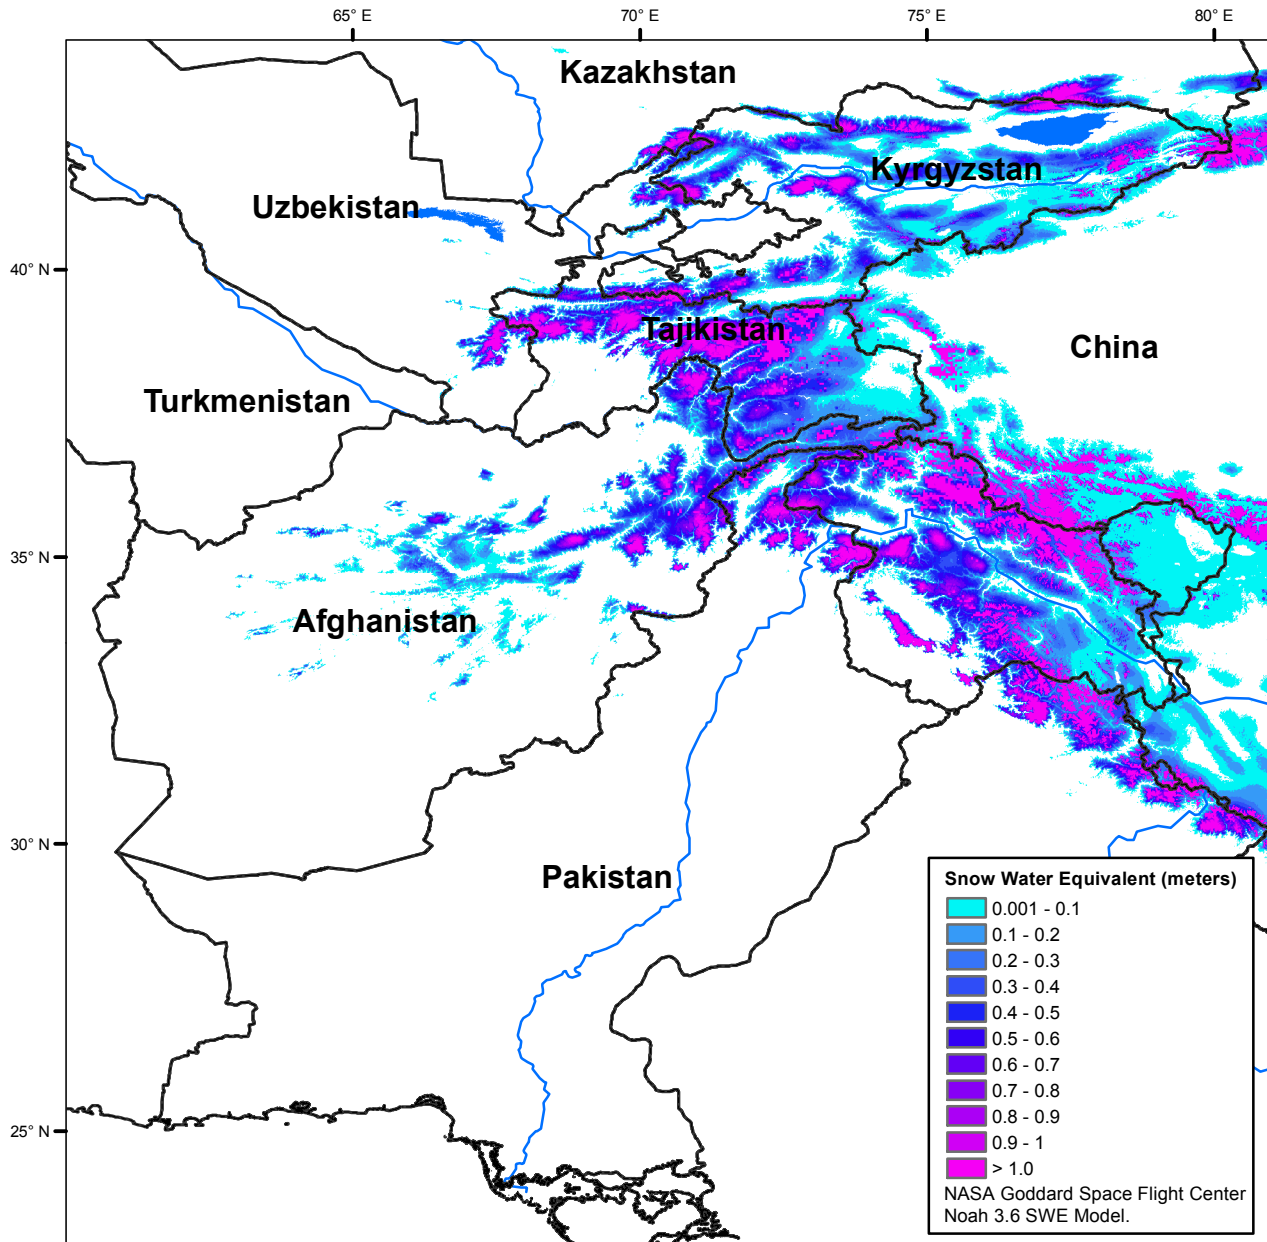 65° E
70° E
75° E
80° E
Kazakhstan
Kyrgyzstan
Uzbekistan
40° N
Tajikistan
China
Turkmenistan
35° N
Afghanistan
30° N
Pakistan
25° N
Snow Water Equivalent (meters)
0.001 - 0.1
0.1 - 0.2
0.2 - 0.3
0.3 - 0.4
0.4 - 0.5
0.5 - 0.6
0.6 - 0.7
0.7 - 0.8
0.8 - 0.9
0.9 - 1
> 1.0
NASA Goddard Space Flight Center
Noah 3.6 SWE Model.